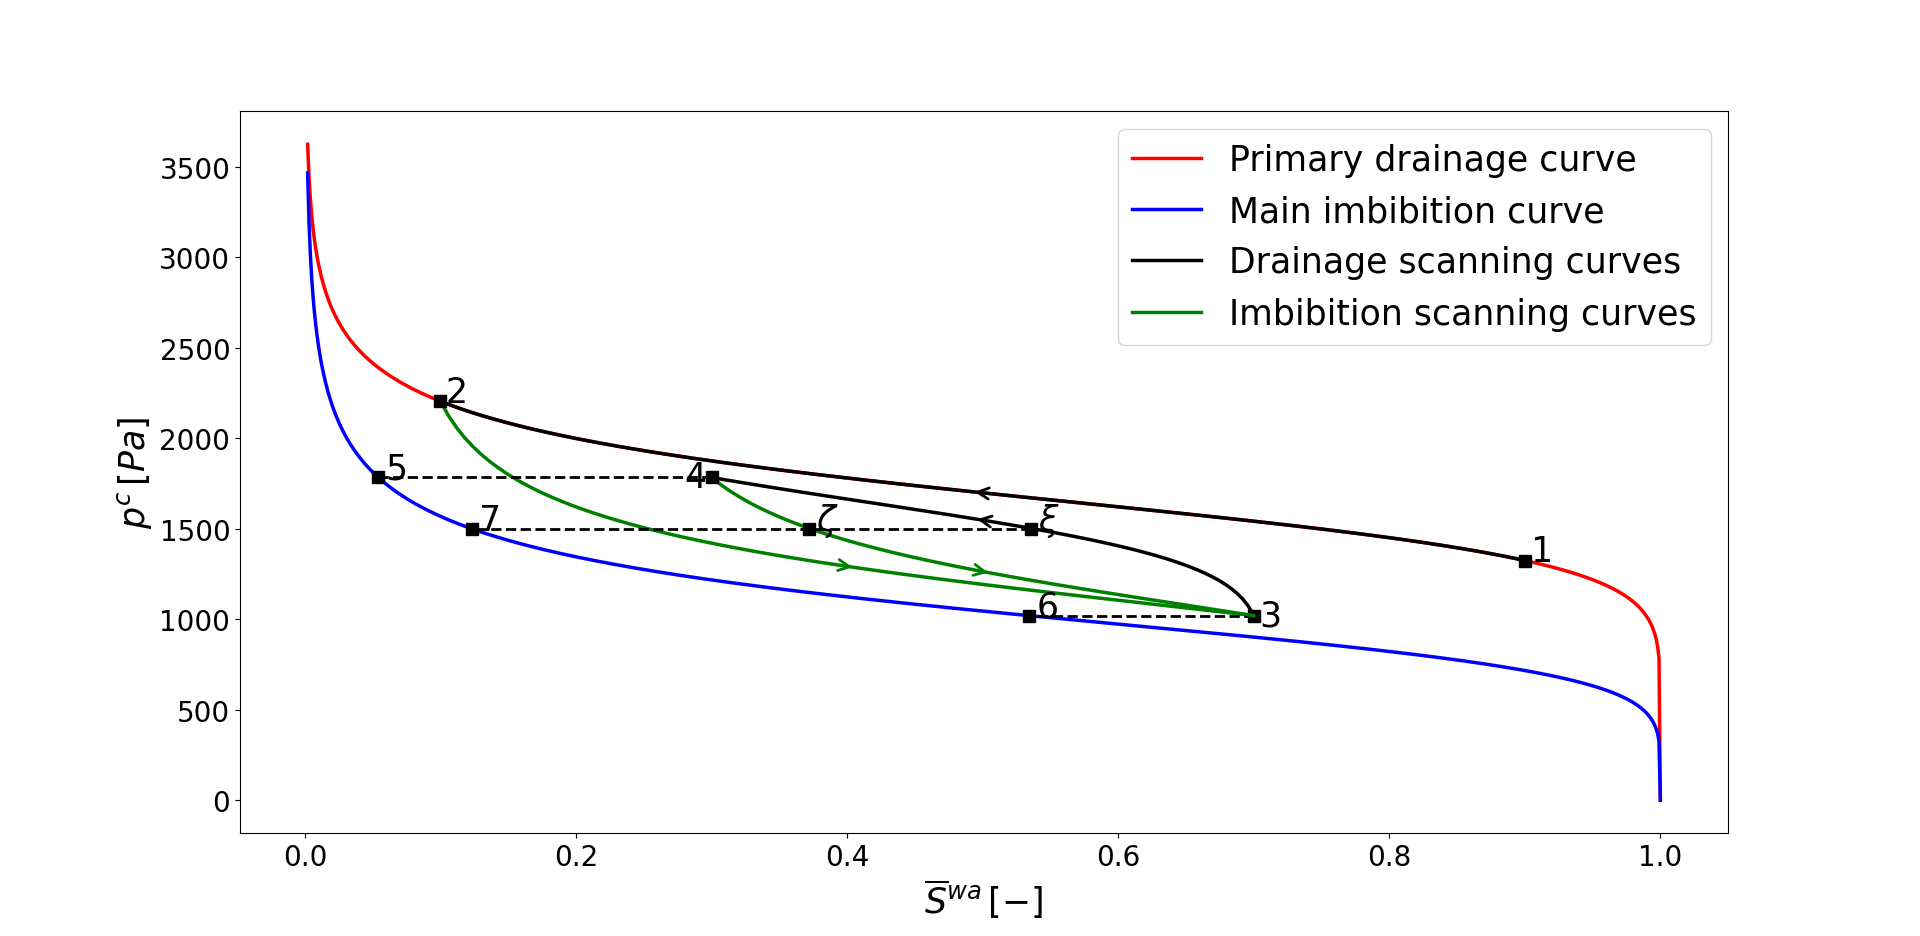 Primary drainage curve
Main imbibition curve
Drainage scanning curves
Imbibition scanning curves
3500
3000
2500
2000
1500
1000
500
0
p^c [Pa]
2
5
4
7
ζ
ξ
1
6
3
0.0 0.2 0.4 0.6 0.8 1.0
S̅^{wa} [−]